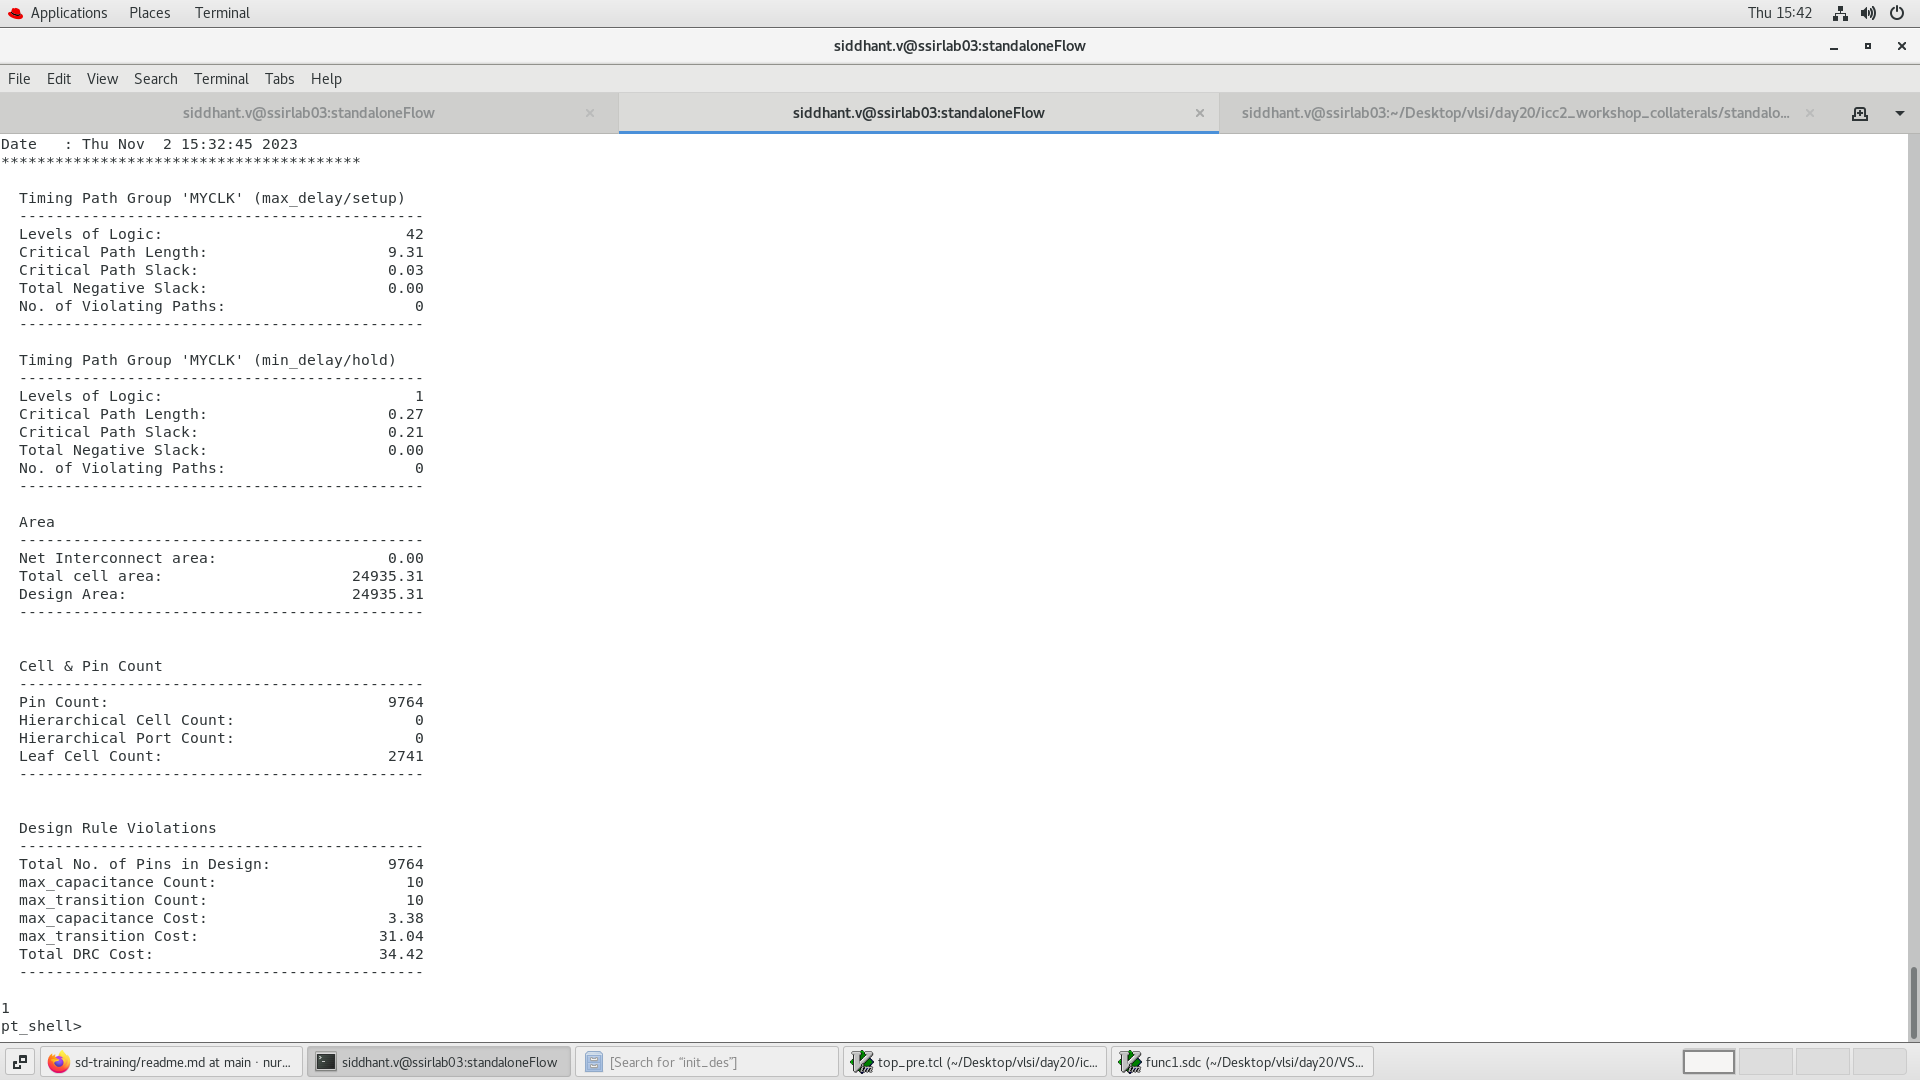 Applications Places Terminal Thu 15:42
siddhant.v@ssirlab03:standaloneFlow
File Edit View Search Terminal Tabs Help
siddhant.v@ssirlab03:standaloneFlow siddhant.v@ssirlab03:standaloneFlow siddhant.v@ssirlab03:~/Desktop/vlsi/day20/icc2_workshop_collaterals/standalo...
Date   : Thu Nov  2 15:32:45 2023
****************************************
Timing Path Group 'MYCLK' (max_delay/setup)
---------------------------------------------
Levels of Logic: 42
Critical Path Length: 9.31
Critical Path Slack: 0.03
Total Negative Slack: 0.00
No. of Violating Paths: 0
---------------------------------------------
Timing Path Group 'MYCLK' (min_delay/hold)
---------------------------------------------
Levels of Logic: 1
Critical Path Length: 0.27
Critical Path Slack: 0.21
Total Negative Slack: 0.00
No. of Violating Paths: 0
---------------------------------------------
Area
---------------------------------------------
Net Interconnect area: 0.00
Total cell area: 24935.31
Design Area: 24935.31
---------------------------------------------
Cell & Pin Count
---------------------------------------------
Pin Count: 9764
Hierarchical Cell Count: 0
Hierarchical Port Count: 0
Leaf Cell Count: 2741
---------------------------------------------
Design Rule Violations
---------------------------------------------
Total No. of Pins in Design: 9764
max_capacitance Count: 10
max_transition Count: 10
max_capacitance Cost: 3.38
max_transition Cost: 31.04
Total DRC Cost: 34.42
---------------------------------------------
1
pt_shell>
sd-training/readme.md at main · nur... siddhant.v@ssirlab03:standaloneFlow [Search for “init_des”] top_pre.tcl (~/Desktop/vlsi/day20/ic... func1.sdc (~/Desktop/vlsi/day20/VS...